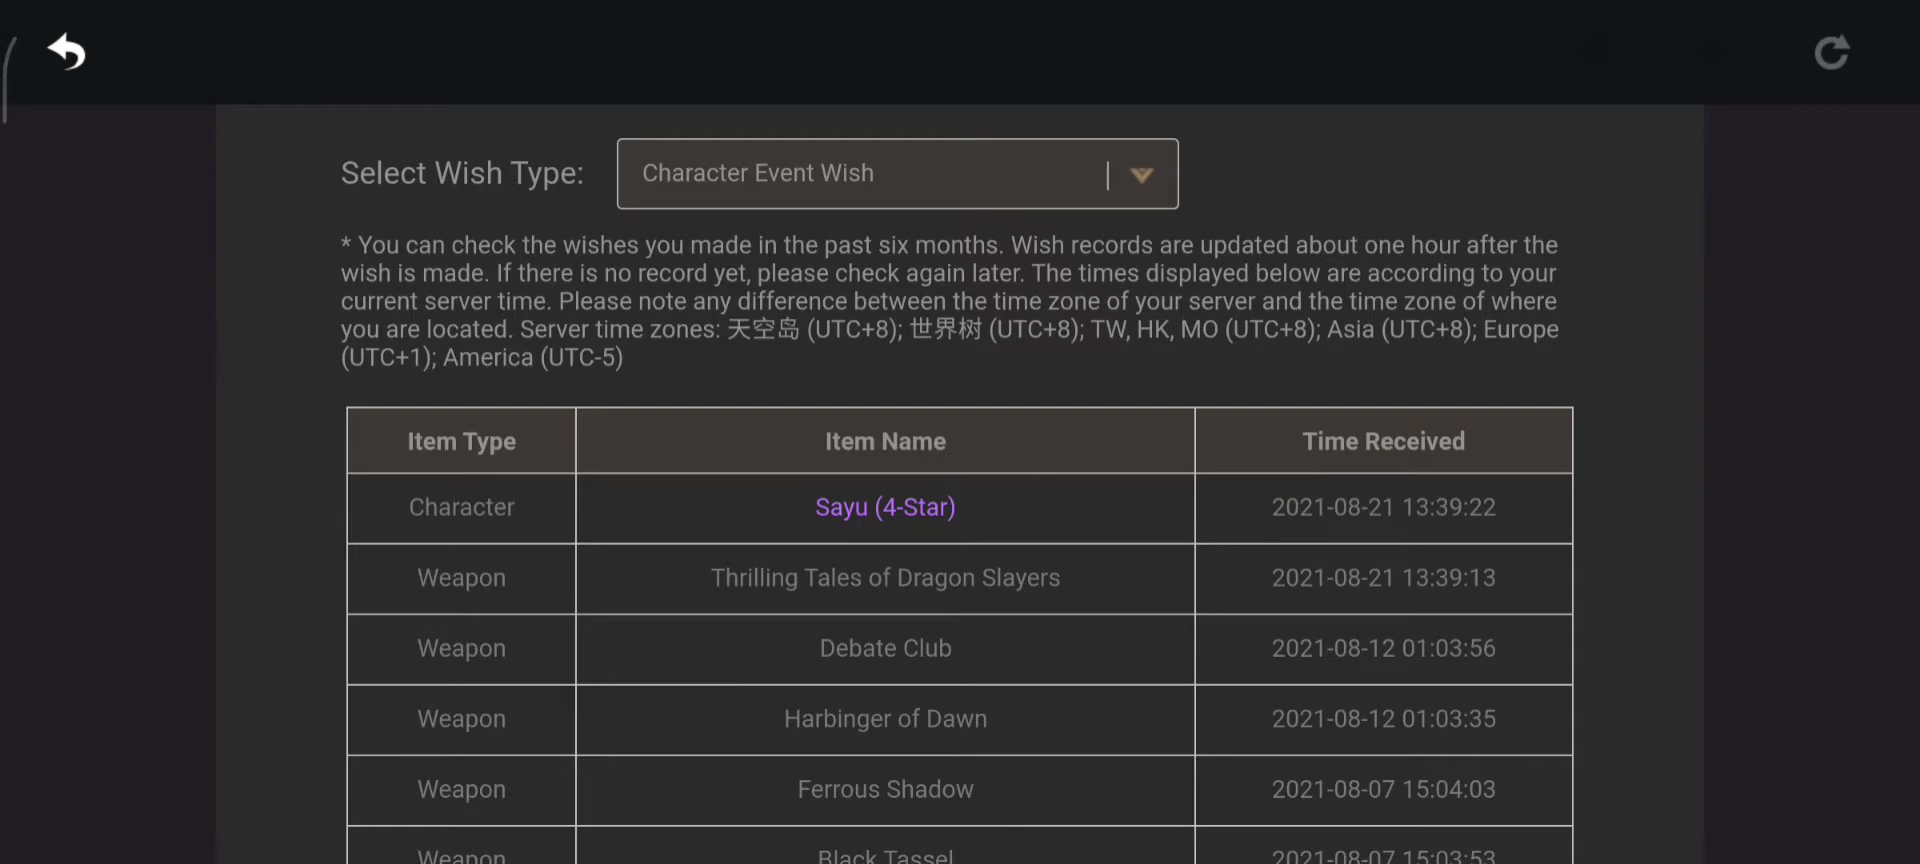 Select Wish Type:
Character Event Wish
* You can check the wishes you made in the past six months. Wish records are updated about one hour after the
wish is made. If there is no record yet, please check again later. The times displayed below are according to your
current server time. Please note any difference between the time zone of your server and the time zone of where
you are located. Server time zones: 天空岛 (UTC+8); 世界树 (UTC+8); TW, HK, MO (UTC+8); Asia (UTC+8); Europe
(UTC+1); America (UTC-5)
Item Type Item Name Time Received
Character Sayu (4-Star) 2021-08-21 13:39:22
Weapon Thrilling Tales of Dragon Slayers 2021-08-21 13:39:13
Weapon Debate Club 2021-08-12 01:03:56
Weapon Harbinger of Dawn 2021-08-12 01:03:35
Weapon Ferrous Shadow 2021-08-07 15:04:03
Weapon Black Tassel 2021-08-07 15:03:53